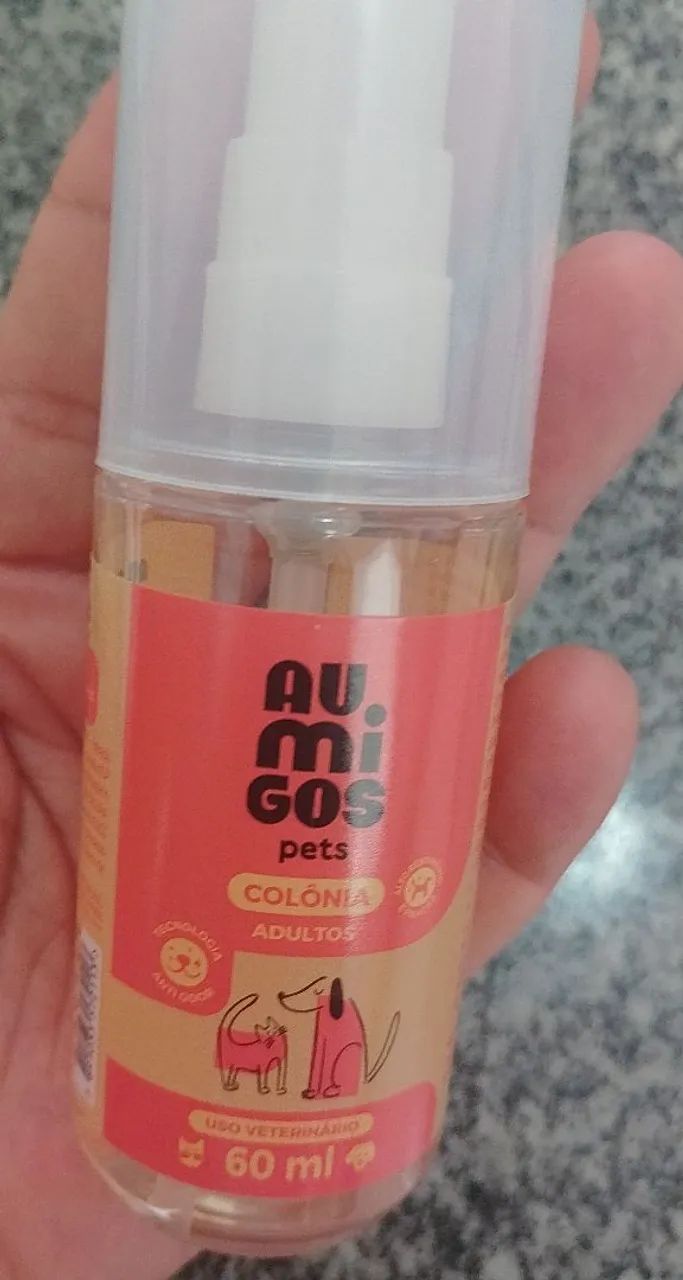 AU.
mi
GOS
pets
COLÔNIA
ADULTOS
TECNOLOGIA
ANTI ODOR
USO VETERINÁRIO
60 ml